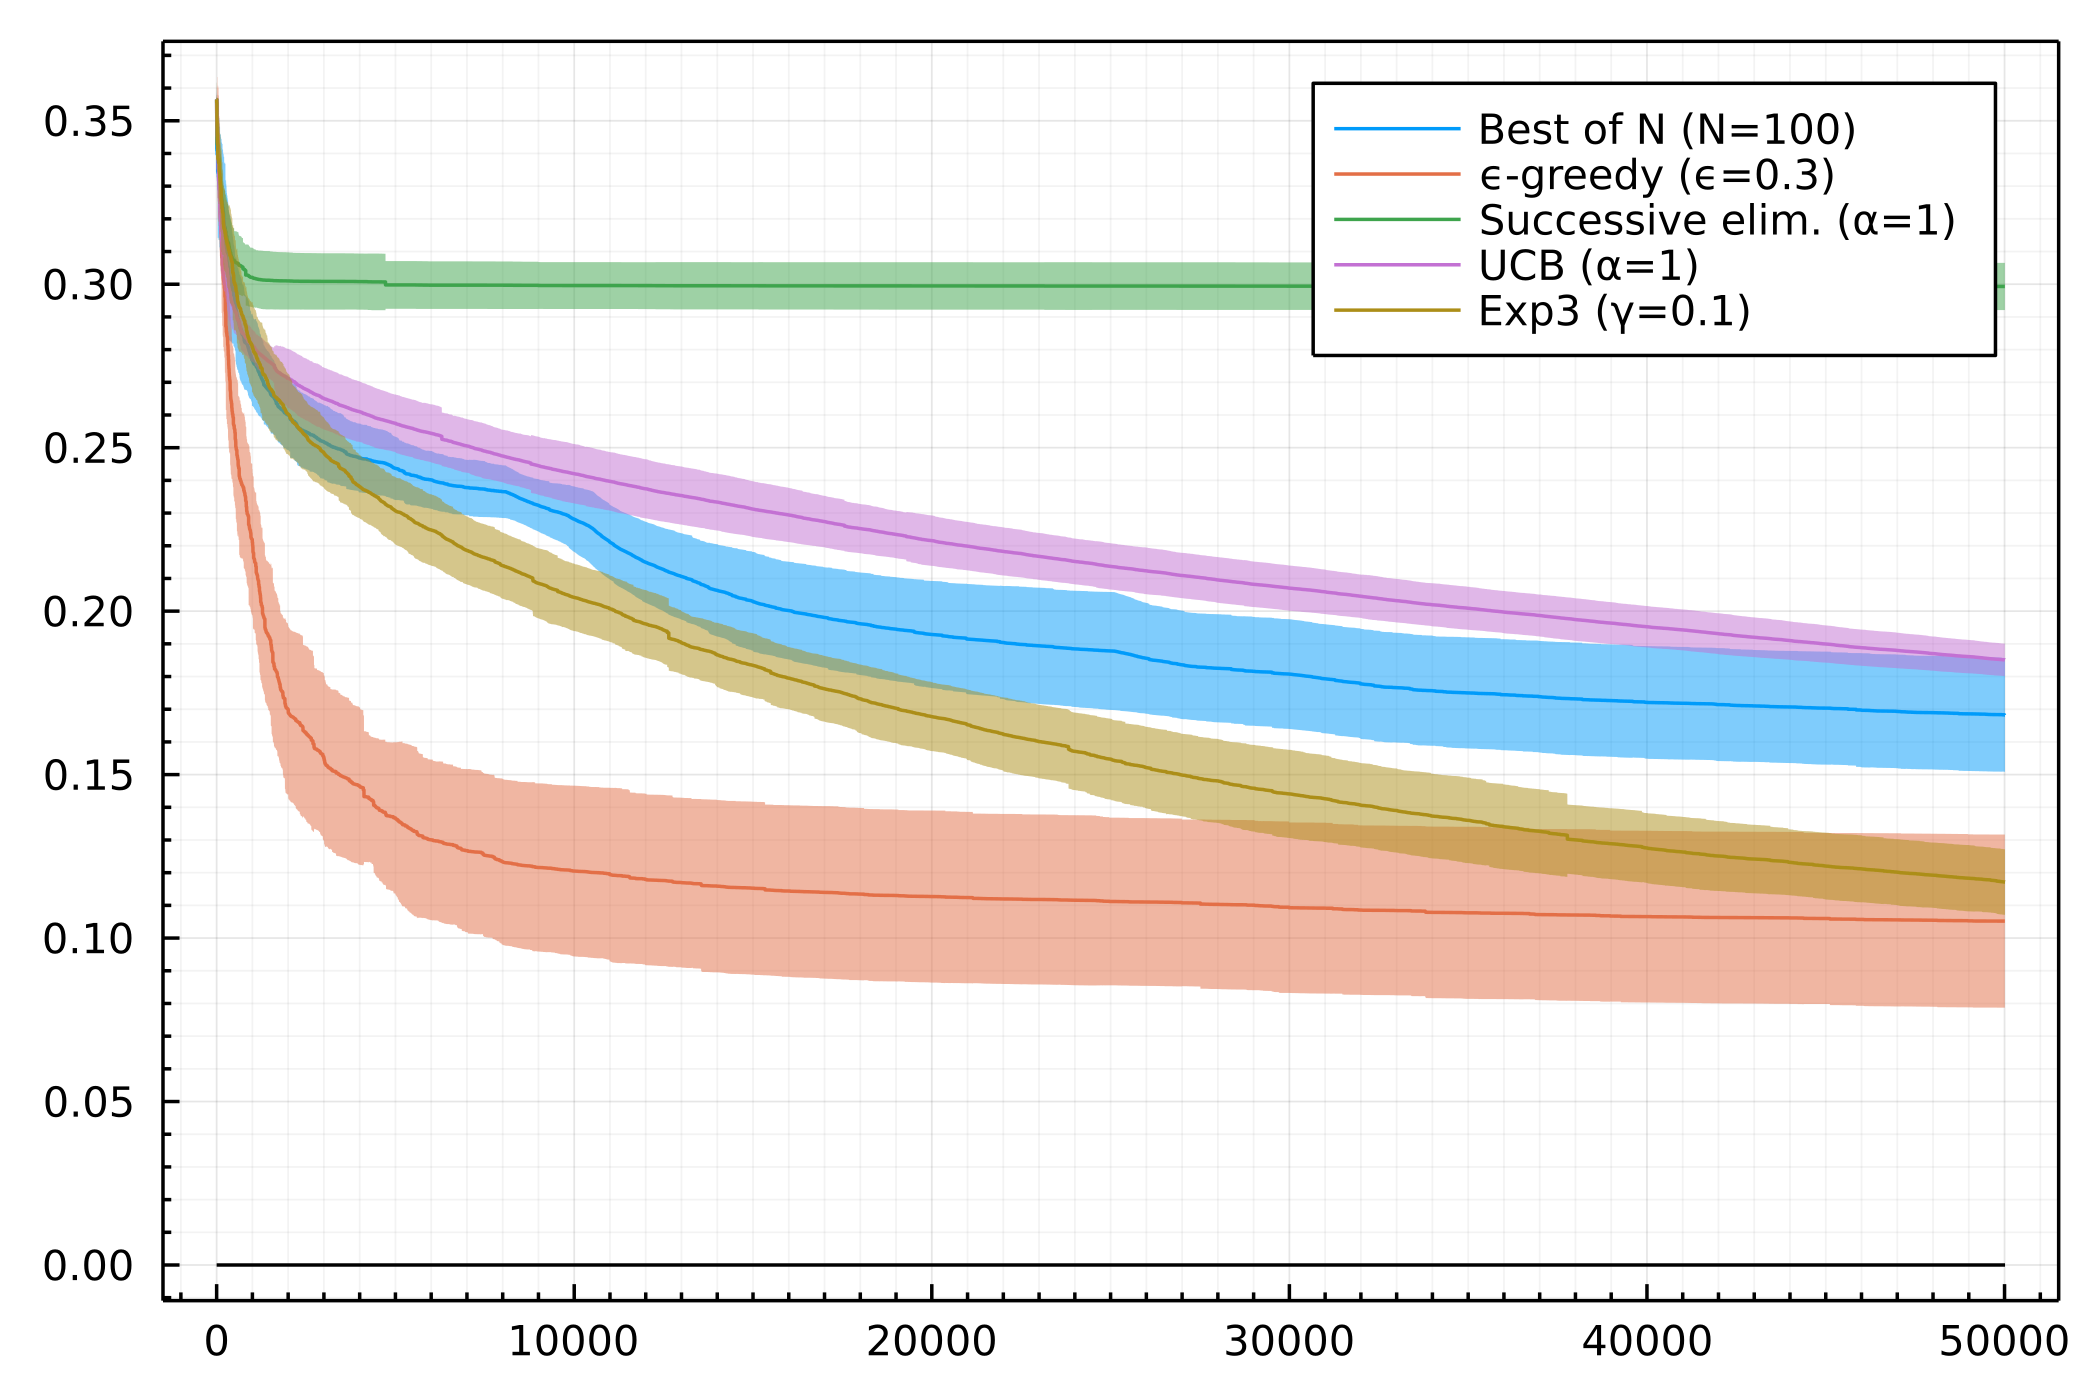 0.35
0.30
0.25
0.20
0.15
0.10
0.05
0.00
Best of N (N=100)
ϵ-greedy (ϵ=0.3)
Successive elim. (α=1)
UCB (α=1)
Exp3 (γ=0.1)
0 10000 20000 30000 40000 50000